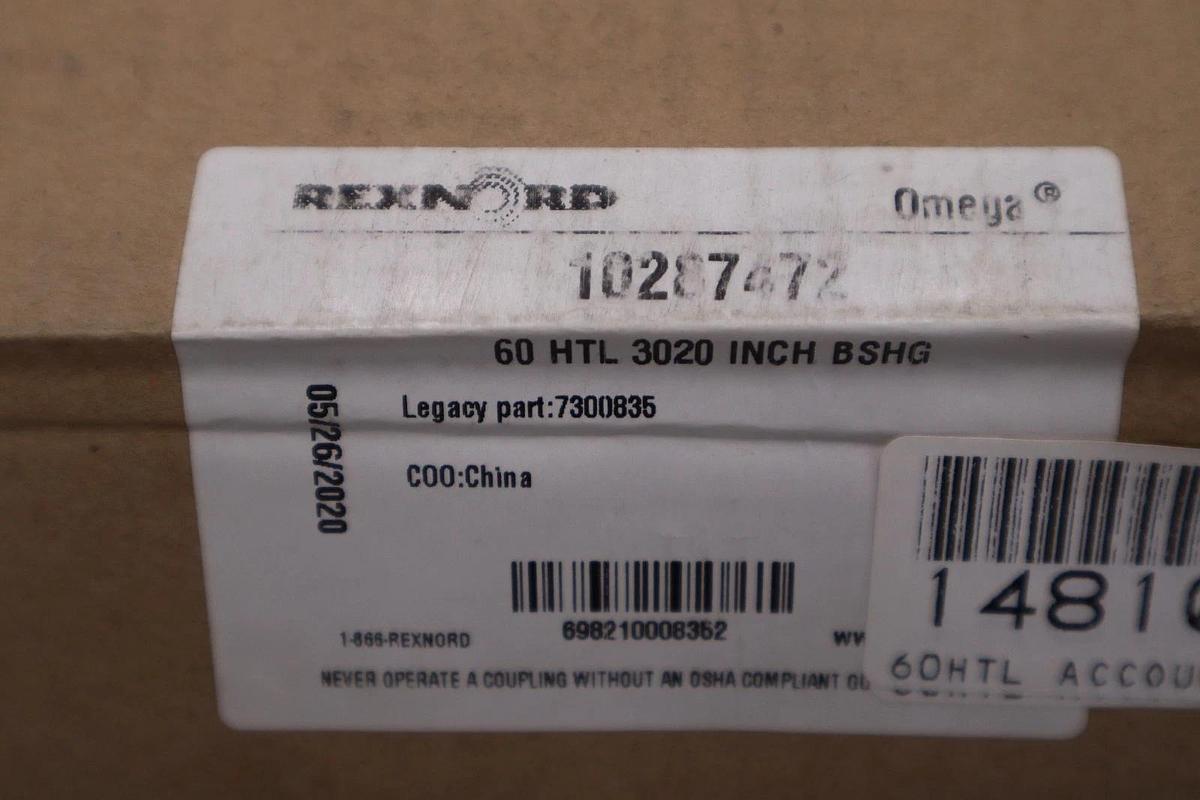 REXNORD Omega®
10287472
60 HTL 3020 INCH BSHG
Legacy part:7300835
05/26/2020
COO:China
698210008352
1-866-REXNORD
NEVER OPERATE A COUPLING WITHOUT AN OSHA COMPLIANT
1481
60HTL